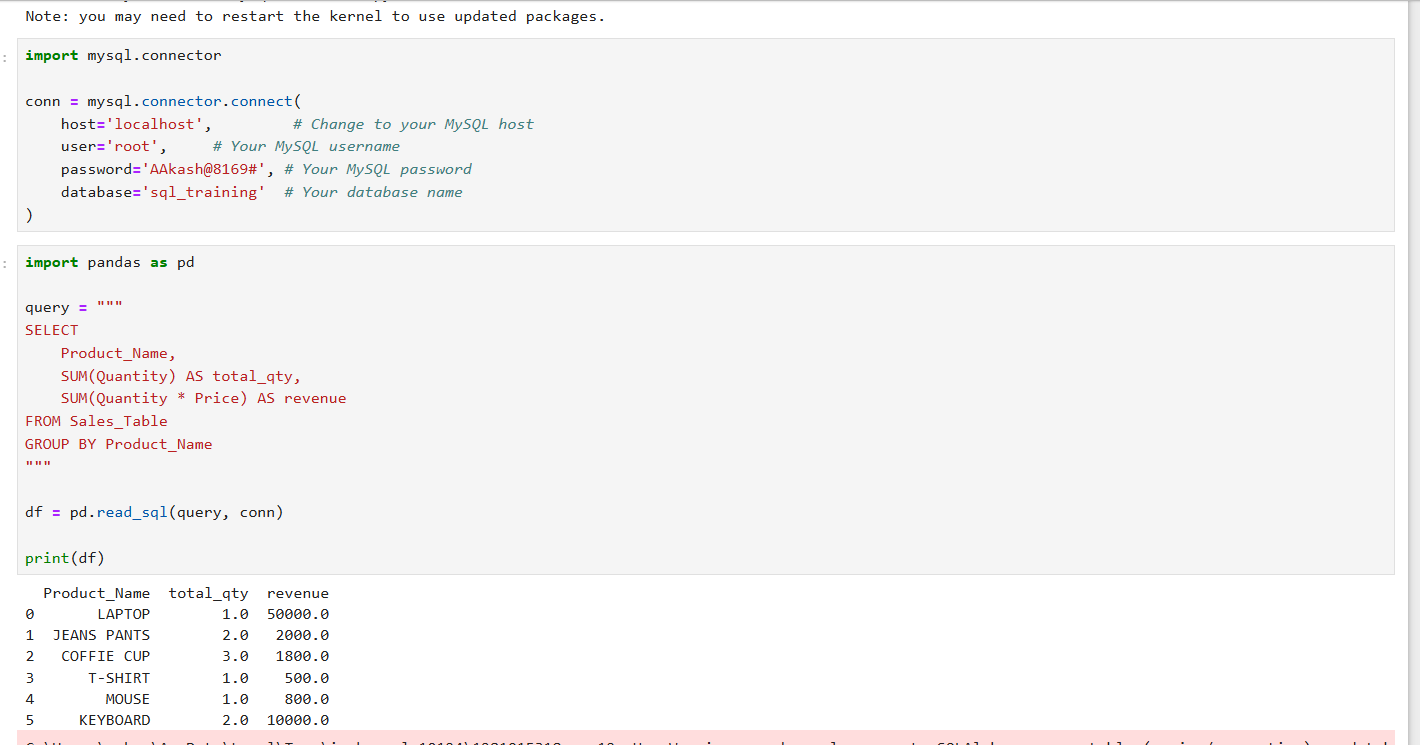 Note: you may need to restart the kernel to use updated packages.
:
import mysql.connector
conn = mysql.connector.connect(
    host='localhost',         # Change to your MySQL host
    user='root',     # Your MySQL username
    password='AAkash@8169#', # Your MySQL password
    database='sql_training'  # Your database name
)
:
import pandas as pd
query = """
SELECT
    Product_Name,
    SUM(Quantity) AS total_qty,
    SUM(Quantity * Price) AS revenue
FROM Sales_Table
GROUP BY Product_Name
"""
df = pd.read_sql(query, conn)
print(df)
  Product_Name  total_qty  revenue
0       LAPTOP        1.0  50000.0
1  JEANS PANTS        2.0   2000.0
2   COFFIE CUP        3.0   1800.0
3      T-SHIRT        1.0    500.0
4        MOUSE        1.0    800.0
5     KEYBOARD        2.0  10000.0